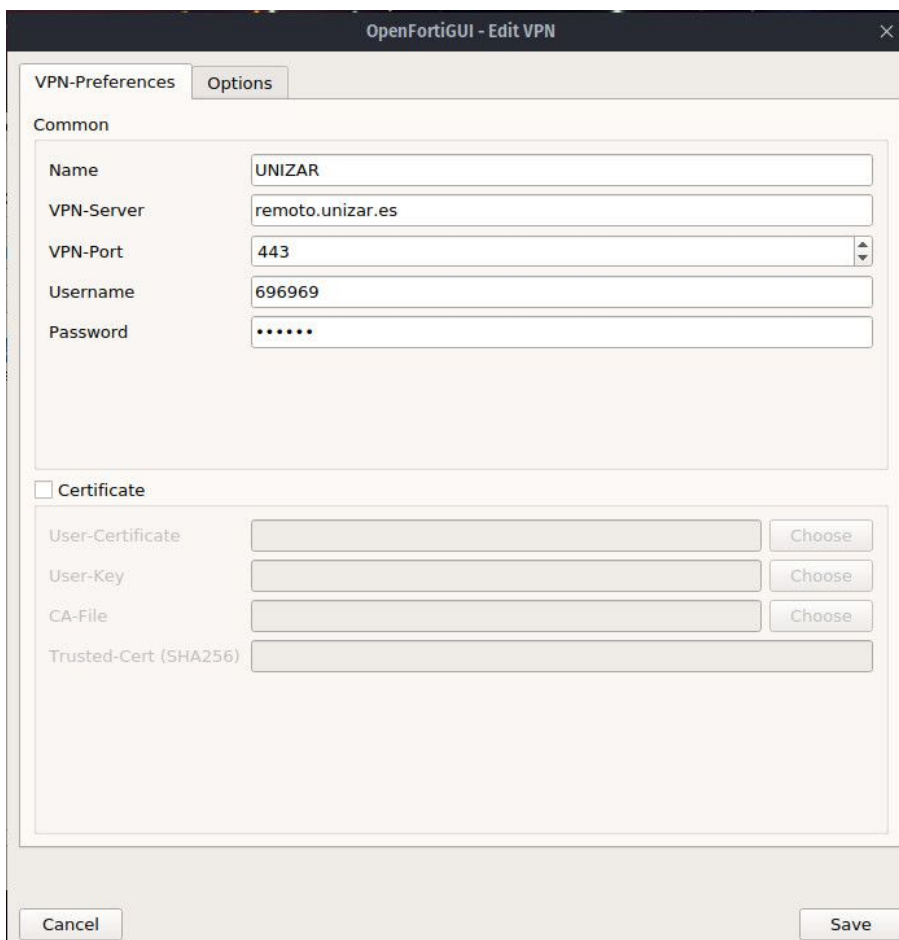 OpenFortiGUI - Edit VPN
VPN-Preferences Options
Common
Name UNIZAR
VPN-Server remoto.unizar.es
VPN-Port 443
Username 696969
Password ••••••
Certificate
User-Certificate Choose
User-Key Choose
CA-File Choose
Trusted-Cert (SHA256)
Cancel Save